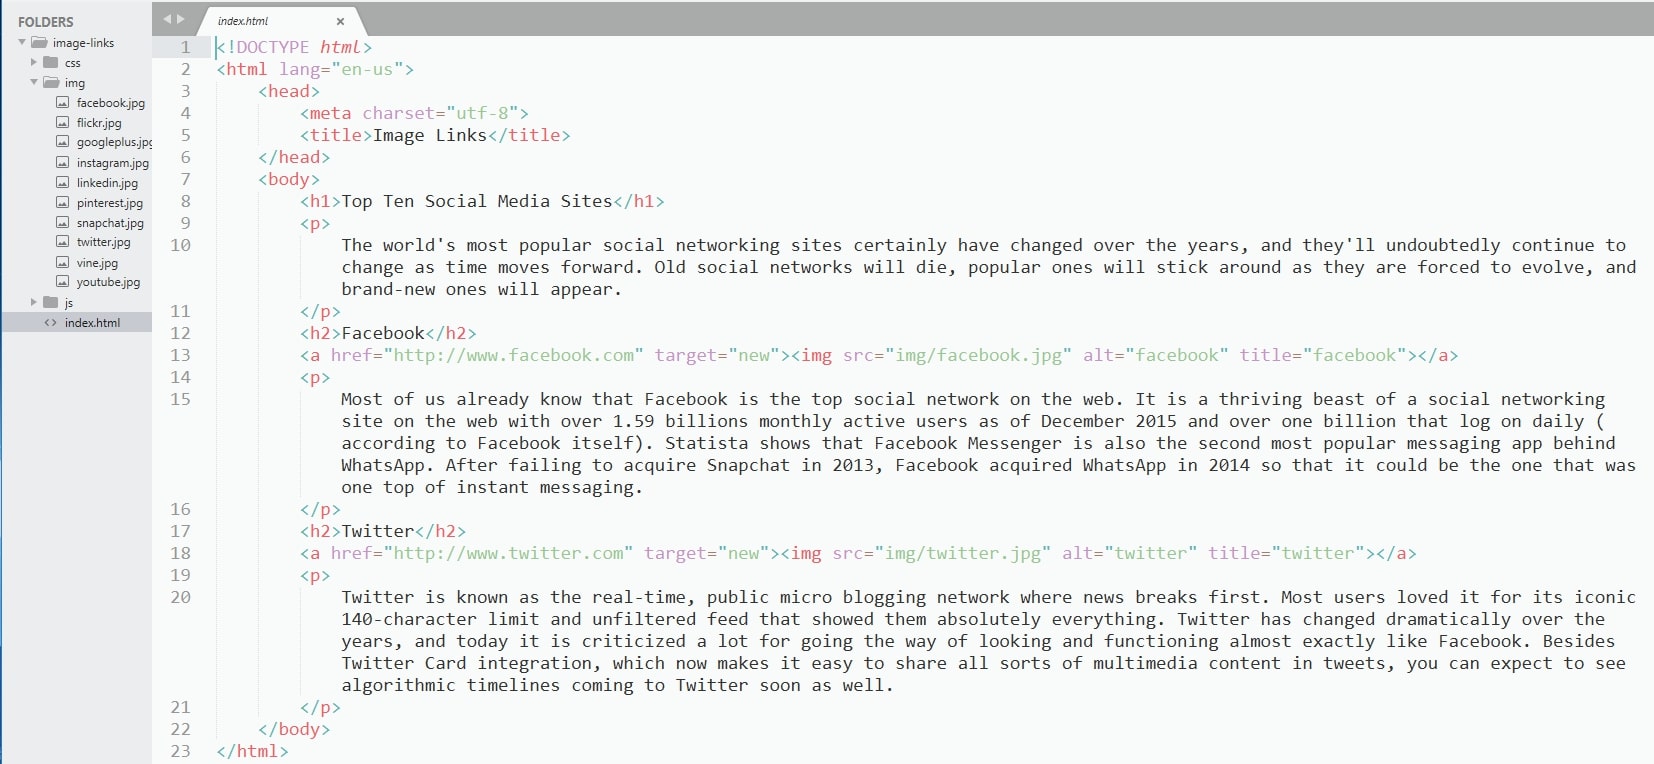 FOLDERS
image-links
css
img
facebook.jpg
flickr.jpg
googleplus.jpg
instagram.jpg
linkedin.jpg
pinterest.jpg
snapchat.jpg
twitter.jpg
vine.jpg
youtube.jpg
js
<> index.html
index.html ×
1 <!DOCTYPE html>
2 <html lang="en-us">
3 <head>
4 <meta charset="utf-8">
5 <title>Image Links</title>
6 </head>
7 <body>
8 <h1>Top Ten Social Media Sites</h1>
9 <p>
10 The world's most popular social networking sites certainly have changed over the years, and they'll undoubtedly continue to
change as time moves forward. Old social networks will die, popular ones will stick around as they are forced to evolve, and
brand-new ones will appear.
11 </p>
12 <h2>Facebook</h2>
13 <a href="http://www.facebook.com" target="new"><img src="img/facebook.jpg" alt="facebook" title="facebook"></a>
14 <p>
15 Most of us already know that Facebook is the top social network on the web. It is a thriving beast of a social networking
site on the web with over 1.59 billions monthly active users as of December 2015 and over one billion that log on daily (
according to Facebook itself). Statista shows that Facebook Messenger is also the second most popular messaging app behind
WhatsApp. After failing to acquire Snapchat in 2013, Facebook acquired WhatsApp in 2014 so that it could be the one that was
one top of instant messaging.
16 </p>
17 <h2>Twitter</h2>
18 <a href="http://www.twitter.com" target="new"><img src="img/twitter.jpg" alt="twitter" title="twitter"></a>
19 <p>
20 Twitter is known as the real-time, public micro blogging network where news breaks first. Most users loved it for its iconic
140-character limit and unfiltered feed that showed them absolutely everything. Twitter has changed dramatically over the
years, and today it is criticized a lot for going the way of looking and functioning almost exactly like Facebook. Besides
Twitter Card integration, which now makes it easy to share all sorts of multimedia content in tweets, you can expect to see
algorithmic timelines coming to Twitter soon as well.
21 </p>
22 </body>
23 </html>